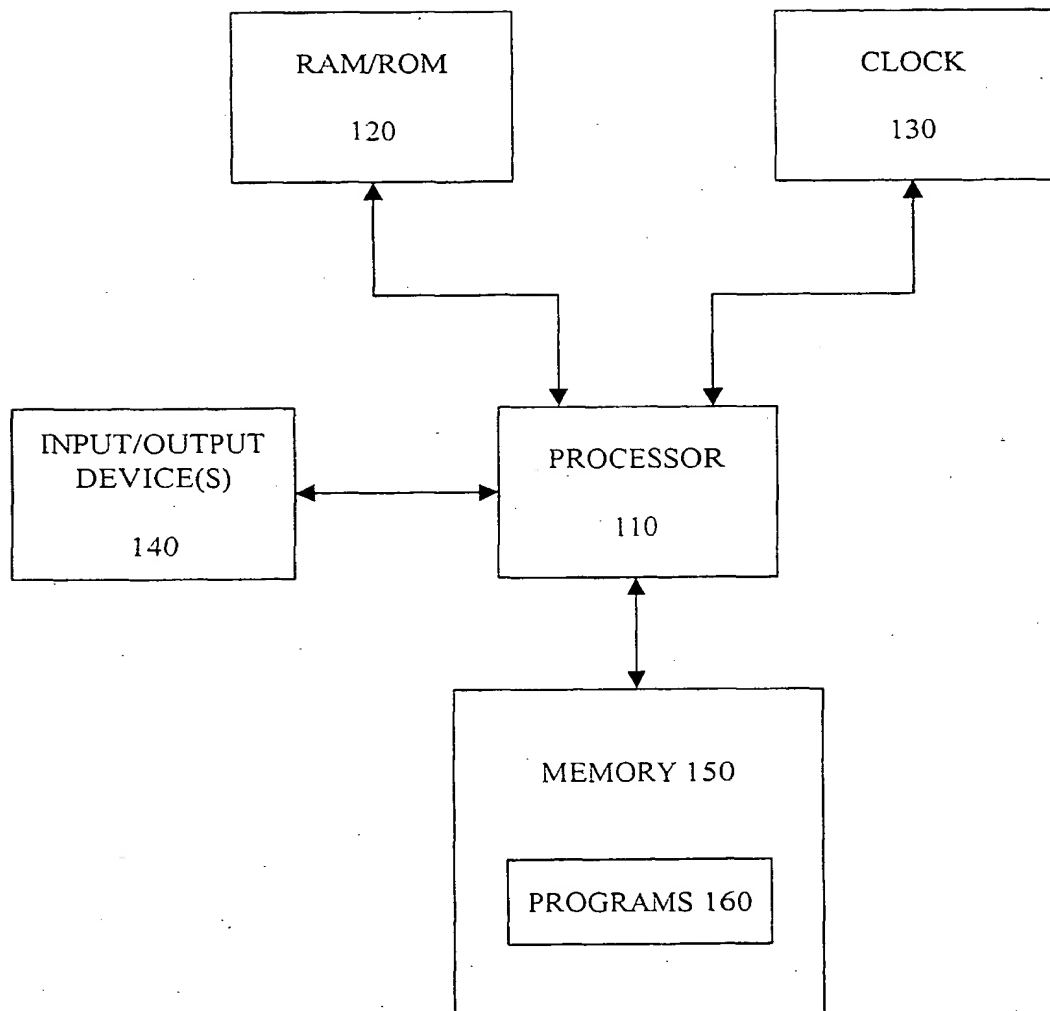 RAM/ROM
120
CLOCK
130
INPUT/OUTPUT
DEVICE(S)
140
PROCESSOR
110
MEMORY 150
PROGRAMS 160